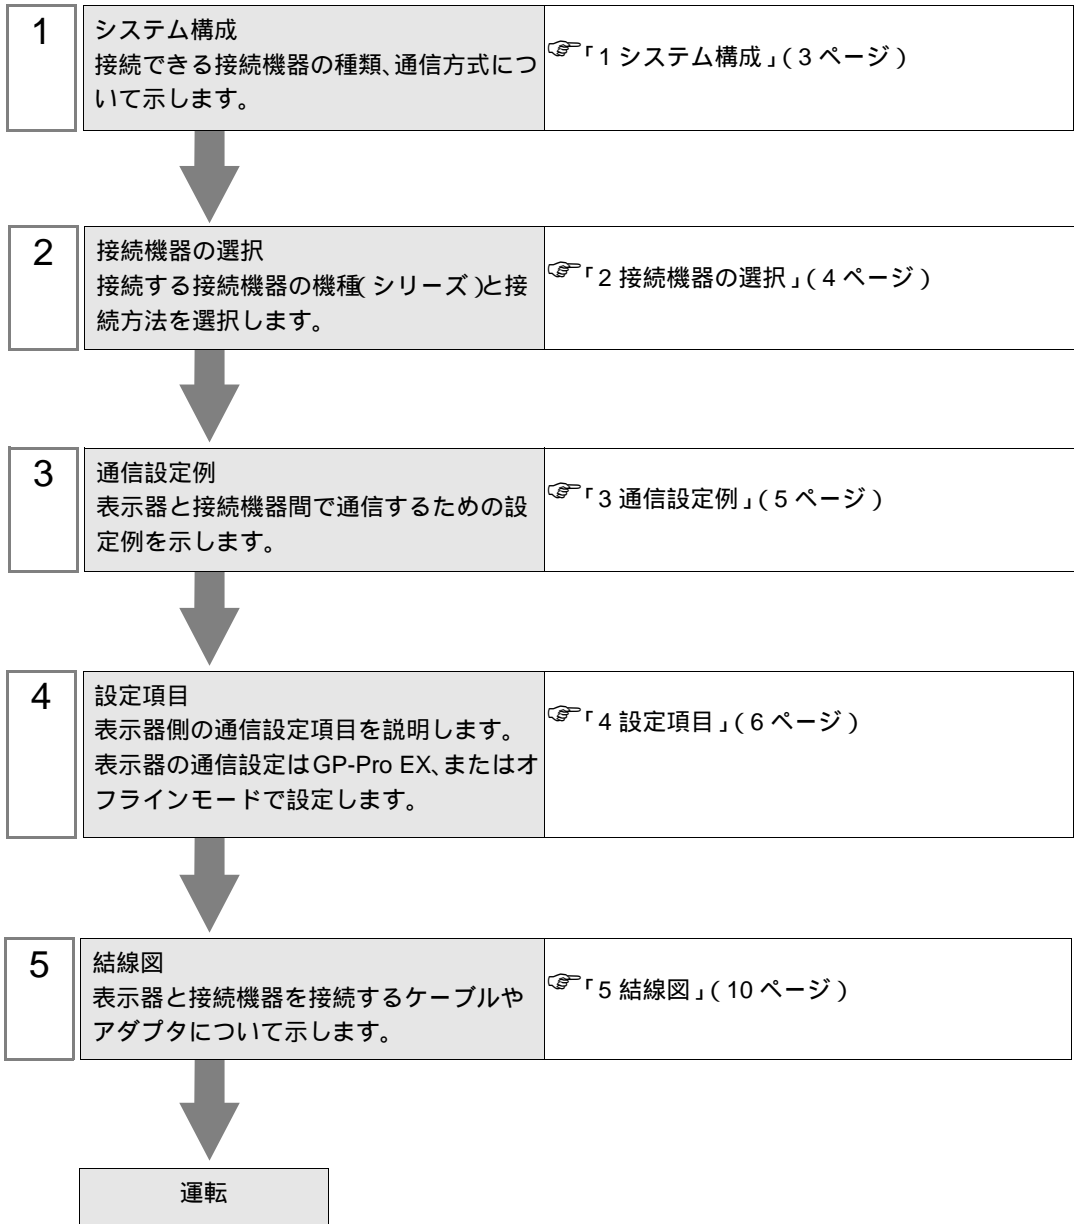 1
システム構成
接続できる接続機器の種類、通信方式につ
いて示します。
☞「1 システム構成」(3 ページ)
2
接続機器の選択
接続する接続機器の機種(シリーズ)と接
続方法を選択します。
☞「2 接続機器の選択」(4 ページ)
3
通信設定例
表示器と接続機器間で通信するための設
定例を示します。
☞「3 通信設定例」(5 ページ)
4
設定項目
表示器側の通信設定項目を説明します。
表示器の通信設定はGP-Pro EX、またはオ
フラインモードで設定します。
☞「4 設定項目」(6 ページ)
5
結線図
表示器と接続機器を接続するケーブルや
アダプタについて示します。
☞「5 結線図」(10 ページ)
運転